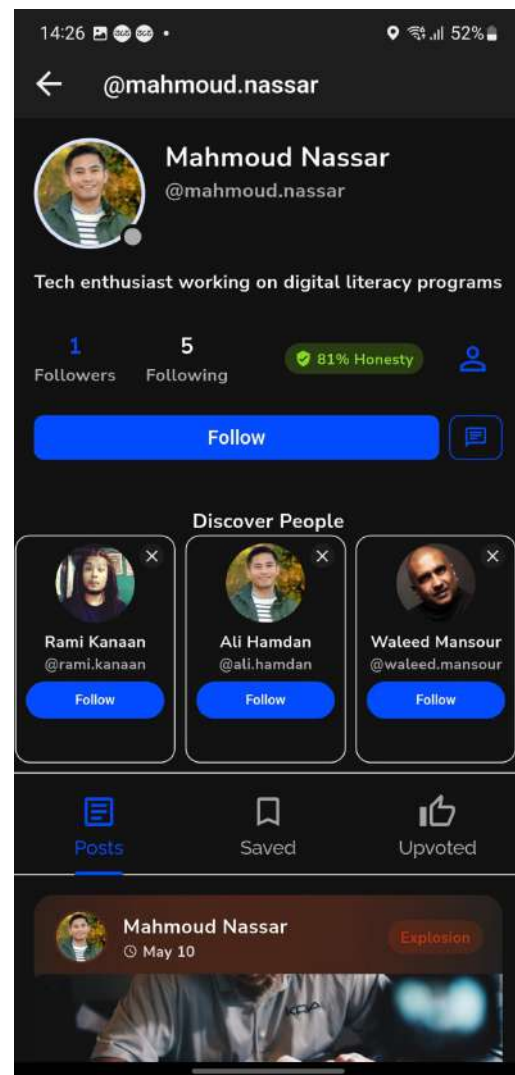 14:26 52%
@mahmoud.nassar
Mahmoud Nassar
@mahmoud.nassar
Tech enthusiast working on digital literacy programs
1 5
Followers Following
81% Honesty
Follow
Discover People
Rami Kanaan
@rami.kanaan
Follow
Ali Hamdan
@ali.hamdan
Follow
Waleed Mansour
@waleed.mansour
Follow
Posts Saved Upvoted
Mahmoud Nassar
May 10
Explosion